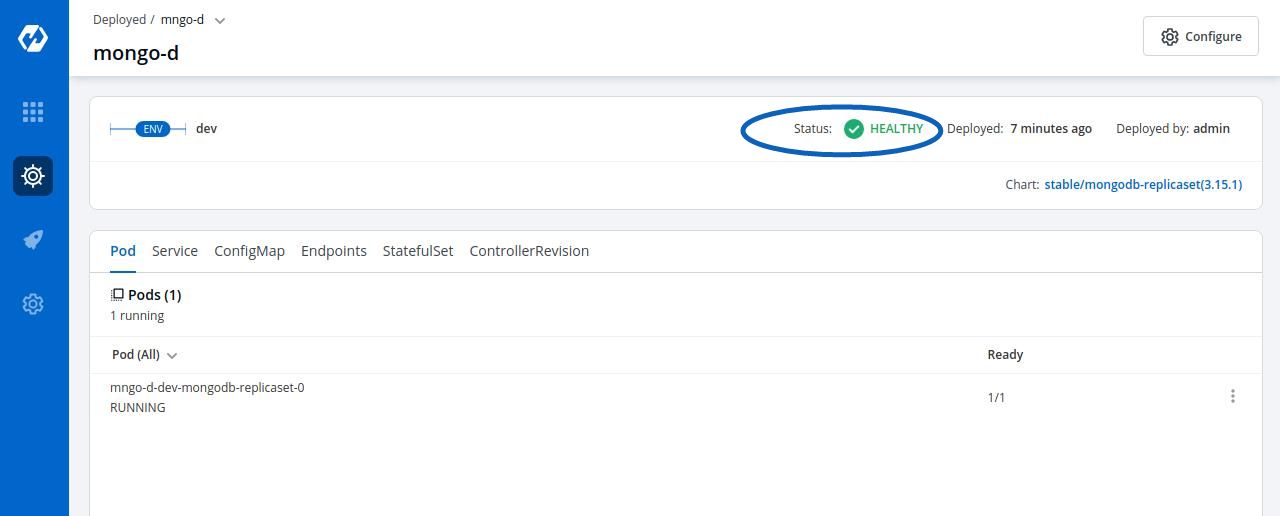 Deployed / mngo-d
mongo-d
Configure
ENV dev
Status: HEALTHY Deployed: 7 minutes ago Deployed by: admin
Chart: stable/mongodb-replicaset(3.15.1)
Pod Service ConfigMap Endpoints StatefulSet ControllerRevision
Pods (1)
1 running
Pod (All) Ready
mngo-d-dev-mongodb-replicaset-0
RUNNING
1/1